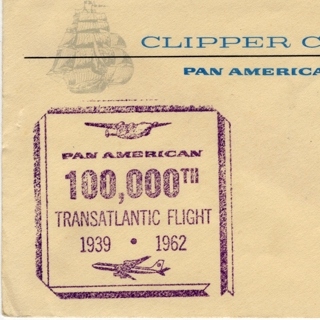 CLIPPER C
PAN AMERICA
PAN AMERICAN
100,000TH
TRANSATLANTIC FLIGHT
1939 • 1962